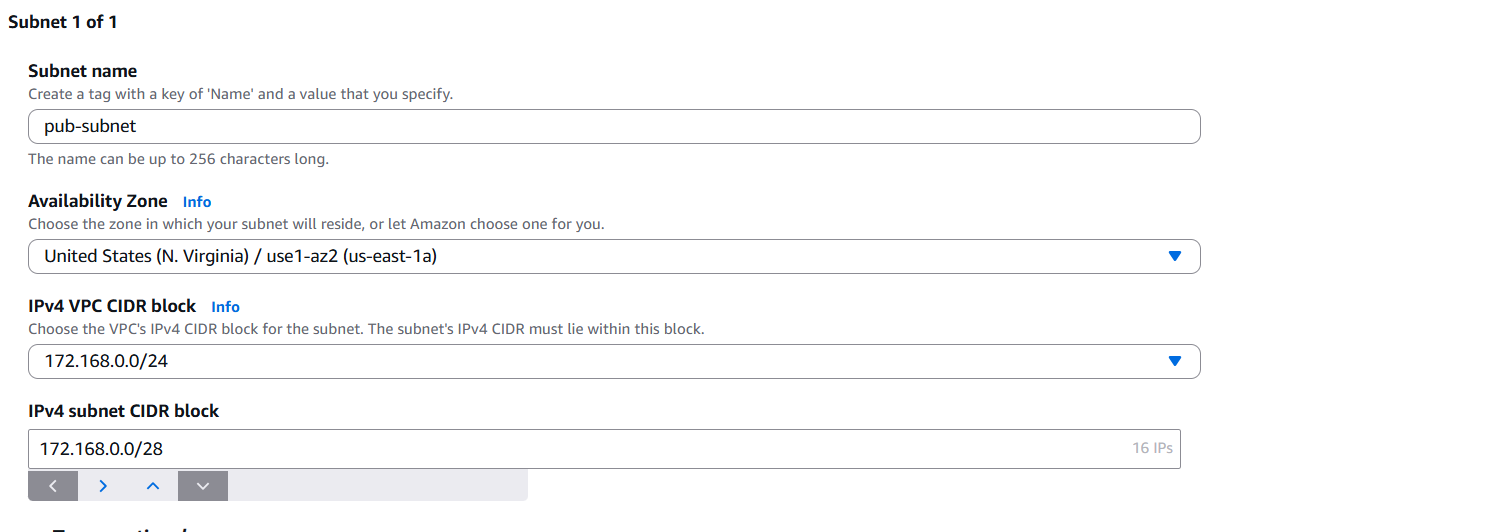 Subnet 1 of 1
Subnet name
Create a tag with a key of 'Name' and a value that you specify.
pub-subnet
The name can be up to 256 characters long.
Availability Zone Info
Choose the zone in which your subnet will reside, or let Amazon choose one for you.
United States (N. Virginia) / use1-az2 (us-east-1a)
IPv4 VPC CIDR block Info
Choose the VPC's IPv4 CIDR block for the subnet. The subnet's IPv4 CIDR must lie within this block.
172.168.0.0/24
IPv4 subnet CIDR block
172.168.0.0/28 16 IPs